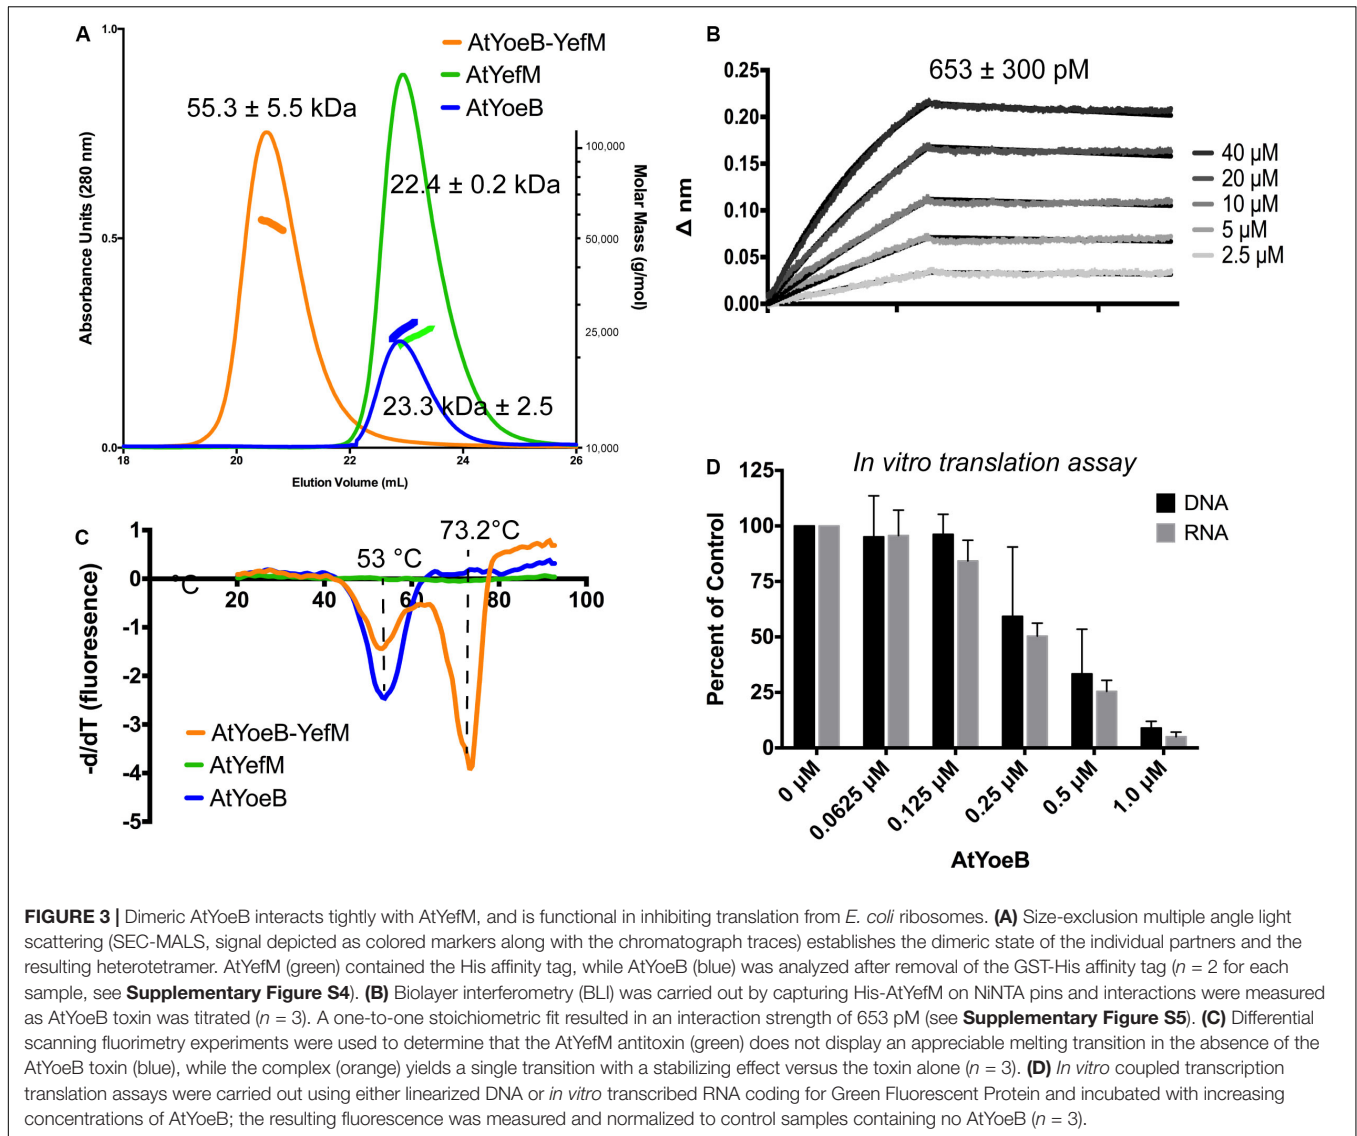 A
1.0
0.5
0.0
Absorbance Units (280 nm)
AtYoeB-YefM
AtYefM
AtYoeB
55.3 ± 5.5 kDa
22.4 ± 0.2 kDa
23.3 kDa ± 2.5
100,000
50,000
25,000
10,000
Molar Mass (g/mol)
18 20 22 24 26
Elution Volume (mL)
B
653 ± 300 pM
0.25
0.20
0.15
0.10
0.05
0.00
Δ nm
40 µM
20 µM
10 µM
5 µM
2.5 µM
C
1
0
-1
-2
-3
-4
-5
-d/dT (fluoresence)
53 °C
73.2°C
°C
20 40 60 80 100
AtYoeB-YefM
AtYefM
AtYoeB
D
In vitro translation assay
125
100
75
50
25
0
Percent of Control
DNA
RNA
0 µM 0.0625 µM 0.125 µM 0.25 µM 0.5 µM 1.0 µM
AtYoeB
FIGURE 3 | Dimeric AtYoeB interacts tightly with AtYefM, and is functional in inhibiting translation from E. coli ribosomes. (A) Size-exclusion multiple angle light
scattering (SEC-MALS, signal depicted as colored markers along with the chromatograph traces) establishes the dimeric state of the individual partners and the
resulting heterotetramer. AtYefM (green) contained the His affinity tag, while AtYoeB (blue) was analyzed after removal of the GST-His affinity tag (n = 2 for each
sample, see Supplementary Figure S4). (B) Biolayer interferometry (BLI) was carried out by capturing His-AtYefM on NiNTA pins and interactions were measured
as AtYoeB toxin was titrated (n = 3). A one-to-one stoichiometric fit resulted in an interaction strength of 653 pM (see Supplementary Figure S5). (C) Differential
scanning fluorimetry experiments were used to determine that the AtYefM antitoxin (green) does not display an appreciable melting transition in the absence of the
AtYoeB toxin (blue), while the complex (orange) yields a single transition with a stabilizing effect versus the toxin alone (n = 3). (D) In vitro coupled transcription
translation assays were carried out using either linearized DNA or in vitro transcribed RNA coding for Green Fluorescent Protein and incubated with increasing
concentrations of AtYoeB; the resulting fluorescence was measured and normalized to control samples containing no AtYoeB (n = 3).